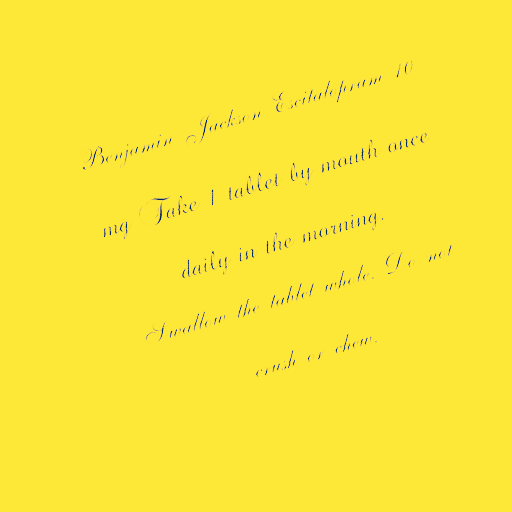 Benjamin Jackson Escitalopram 10
mg Take 1 tablet by mouth once
daily in the morning.
Swallow the tablet whole. Do not
crush or chew.